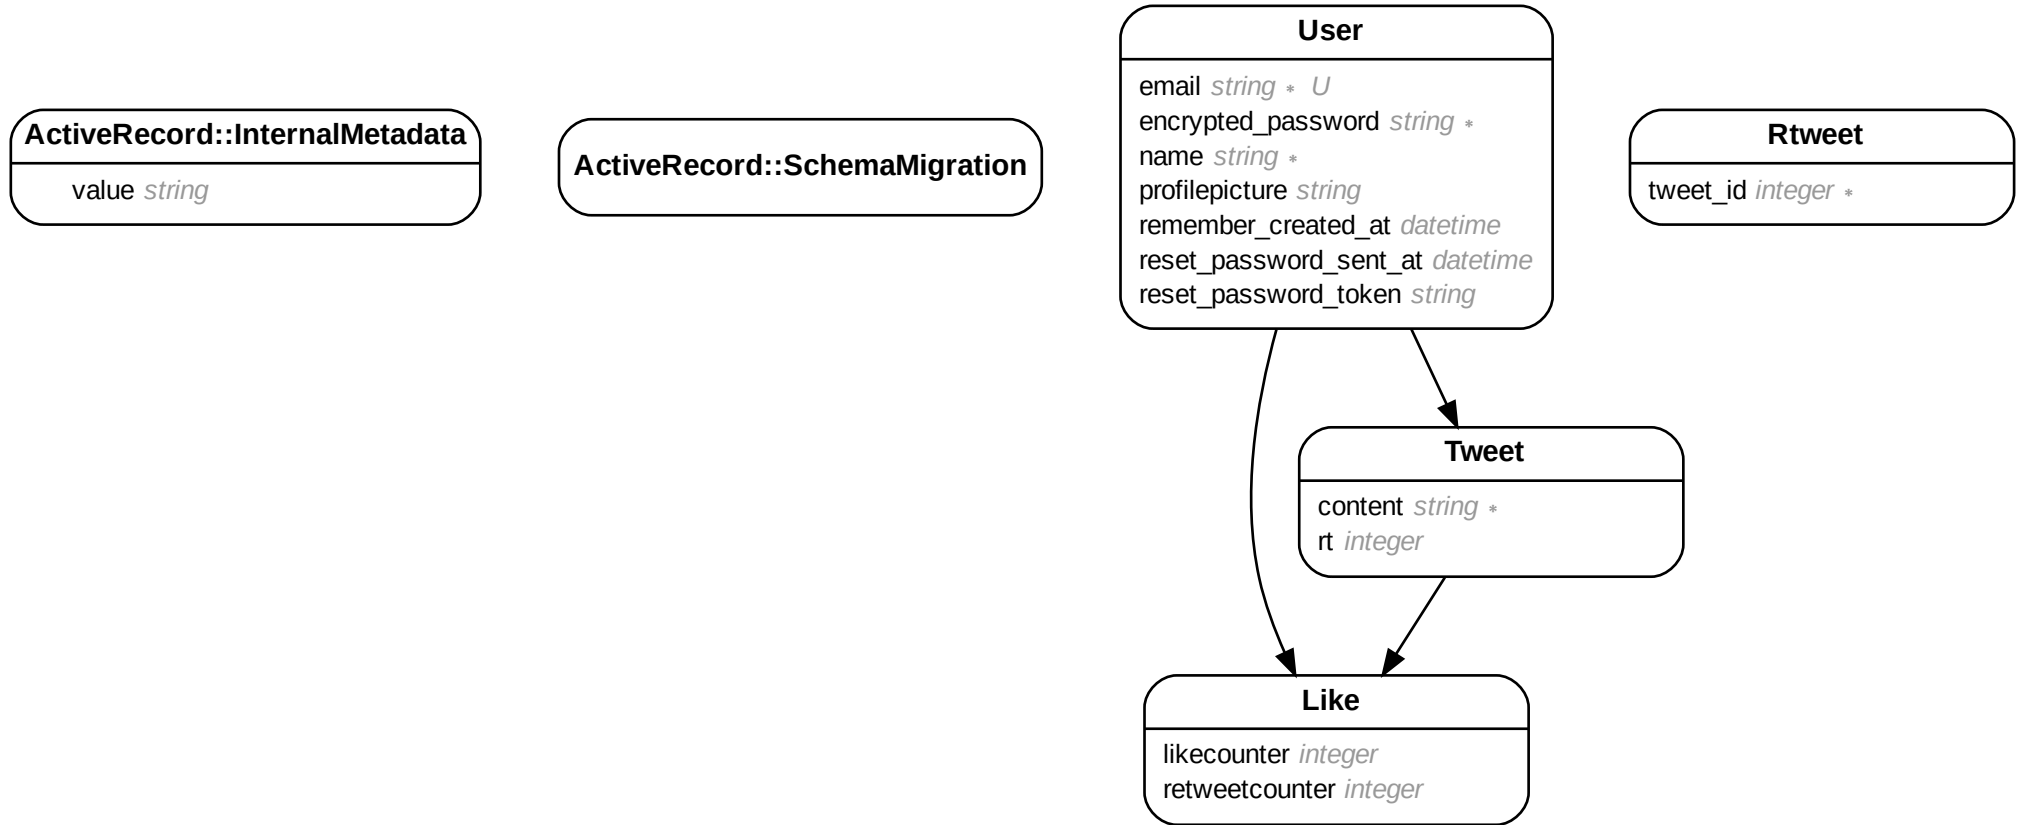 ActiveRecord::InternalMetadata
value string
ActiveRecord::SchemaMigration
User
email string * U
encrypted_password string *
name string *
profilepicture string
remember_created_at datetime
reset_password_sent_at datetime
reset_password_token string
Rtweet
tweet_id integer *
Tweet
content string *
rt integer
Like
likecounter integer
retweetcounter integer